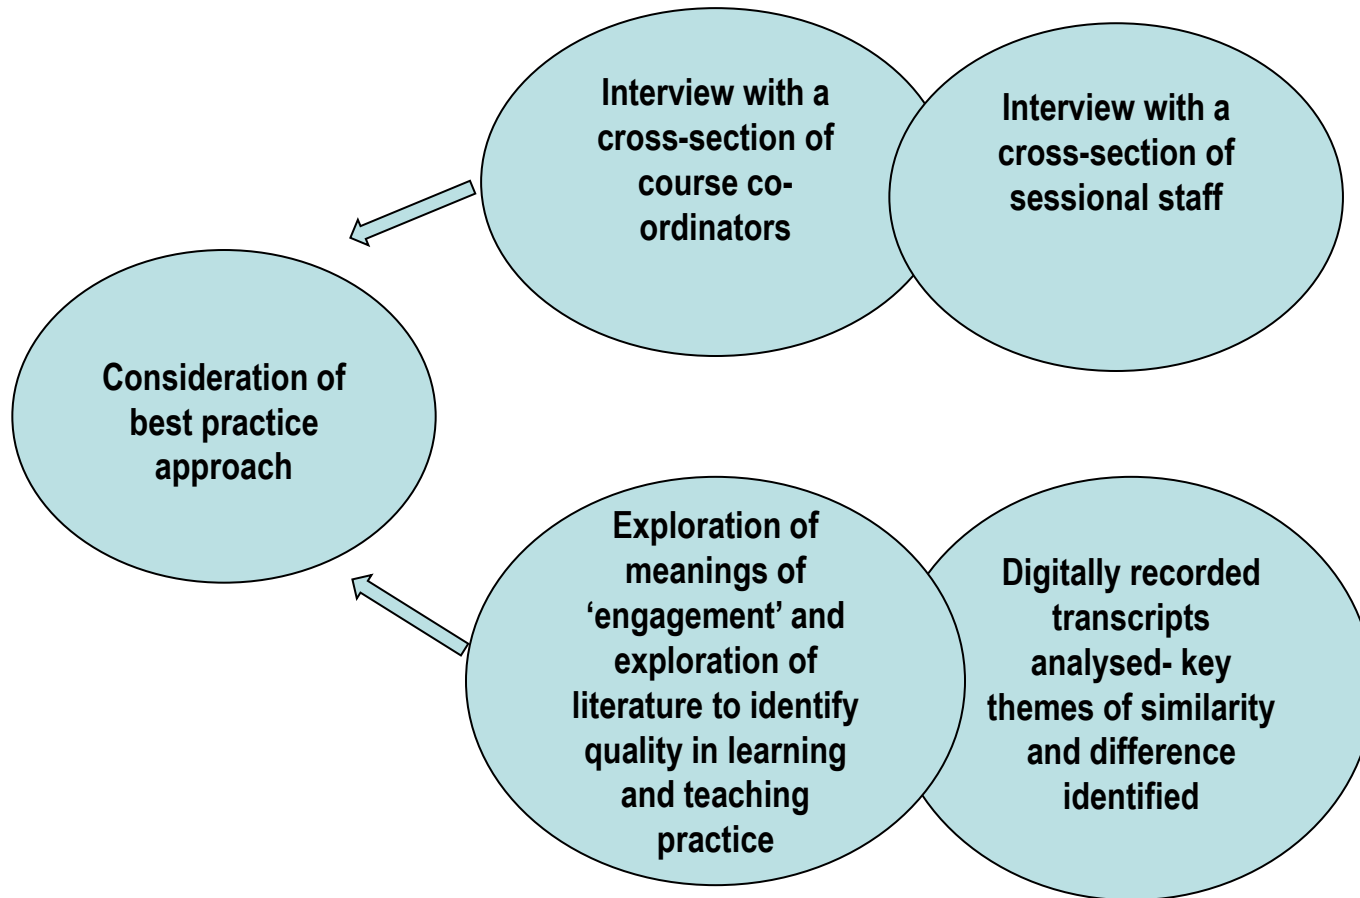 Interview with a
cross-section of
course co-
ordinators
Interview with a
cross-section of
sessional staff
Consideration of
best practice
approach
Exploration of
meanings of
‘engagement’ and
exploration of
literature to identify
quality in learning
and teaching
practice
Digitally recorded
transcripts
analysed- key
themes of similarity
and difference
identified